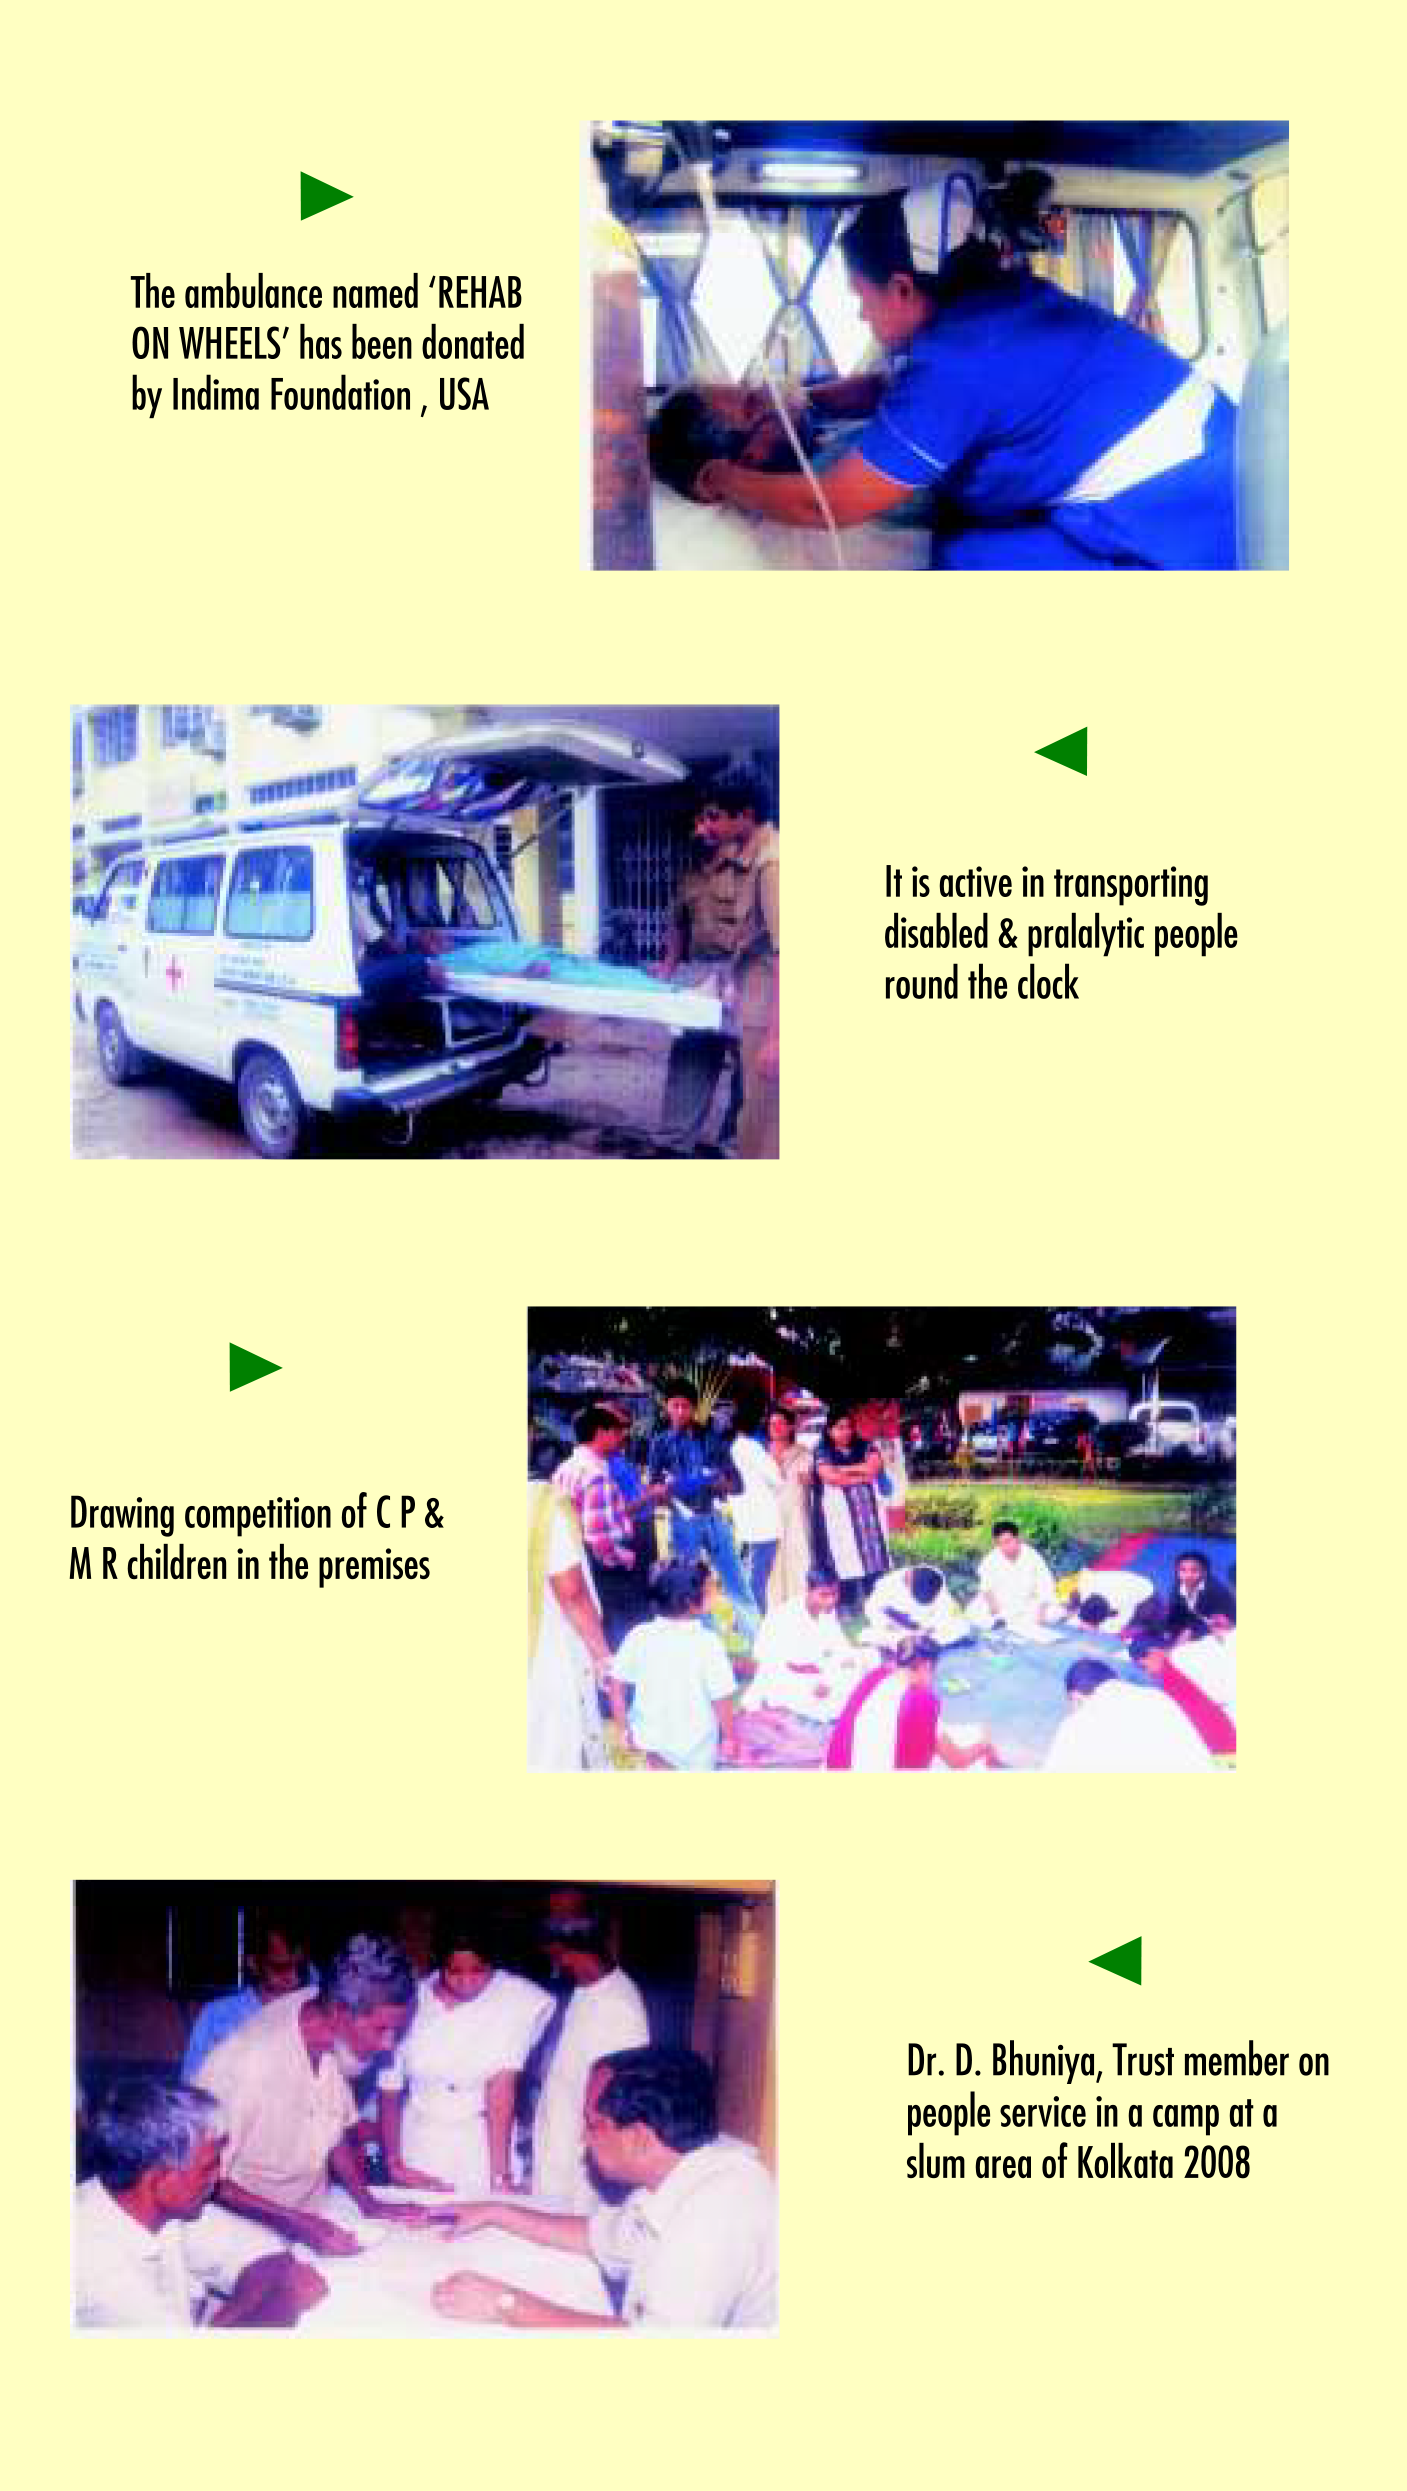 The ambulance named ‘REHAB
ON WHEELS’ has been donated
by Indima Foundation , USA
It is active in transporting
disabled & pralalytic people
round the clock
Drawing competition of C P &
M R children in the premises
Dr. D. Bhuniya, Trust member on
people service in a camp at a
slum area of Kolkata 2008